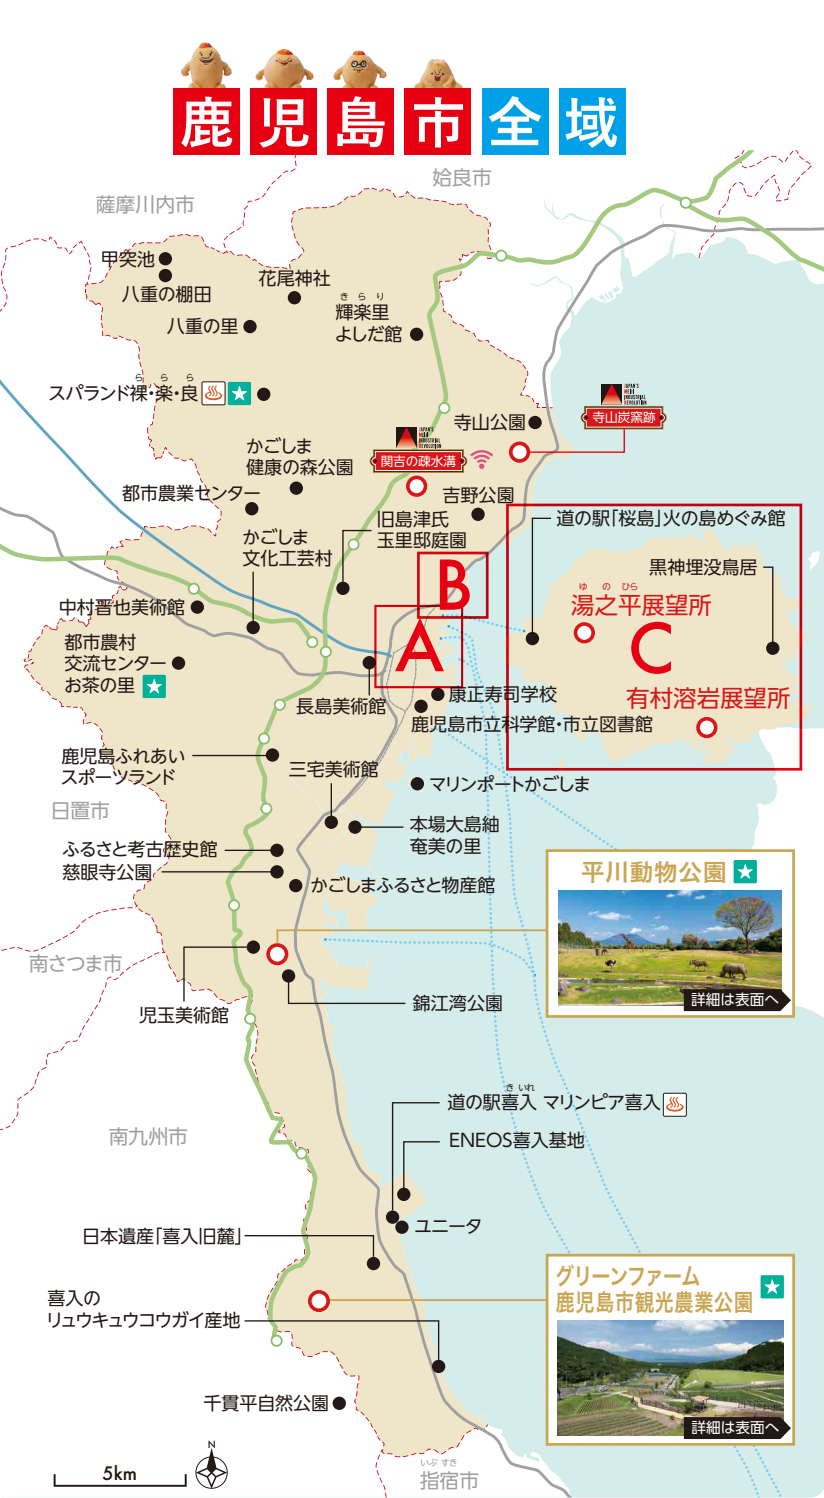 鹿児島市全域
姶良市
薩摩川内市
甲突池
八重の棚田
花尾神社
きらり
輝楽里
よしだ館
八重の里
ららら
スパランド裸・楽・良
寺山公園
JAPAN'S
MEIJI
INDUSTRIAL
REVOLUTION
寺山炭窯跡
JAPAN'S
MEIJI
INDUSTRIAL
REVOLUTION
関吉の疎水溝
かごしま
健康の森公園
都市農業センター
吉野公園
旧島津氏
玉里邸庭園
かごしま
文化工芸村
道の駅「桜島」火の島めぐみ館
黒神埋没鳥居
ゆのひら
湯之平展望所
B
A
C
中村晋也美術館
都市農村
交流センター
お茶の里
有村溶岩展望所
長島美術館
康正寿司学校
鹿児島市立科学館・市立図書館
鹿児島ふれあい
スポーツランド
三宅美術館
マリンポートかごしま
日置市
本場大島紬
奄美の里
ふるさと考古歴史館
慈眼寺公園
かごしまふるさと物産館
平川動物公園
詳細は表面へ
南さつま市
児玉美術館
錦江湾公園
きいれ
道の駅喜入 マリンピア喜入
南九州市
ENEOS喜入基地
ユニータ
日本遺産「喜入旧麓」
グリーンファーム
鹿児島市観光農業公園
詳細は表面へ
喜入の
リュウキュウコウガイ産地
千貫平自然公園
N
5km
いぶすき
指宿市